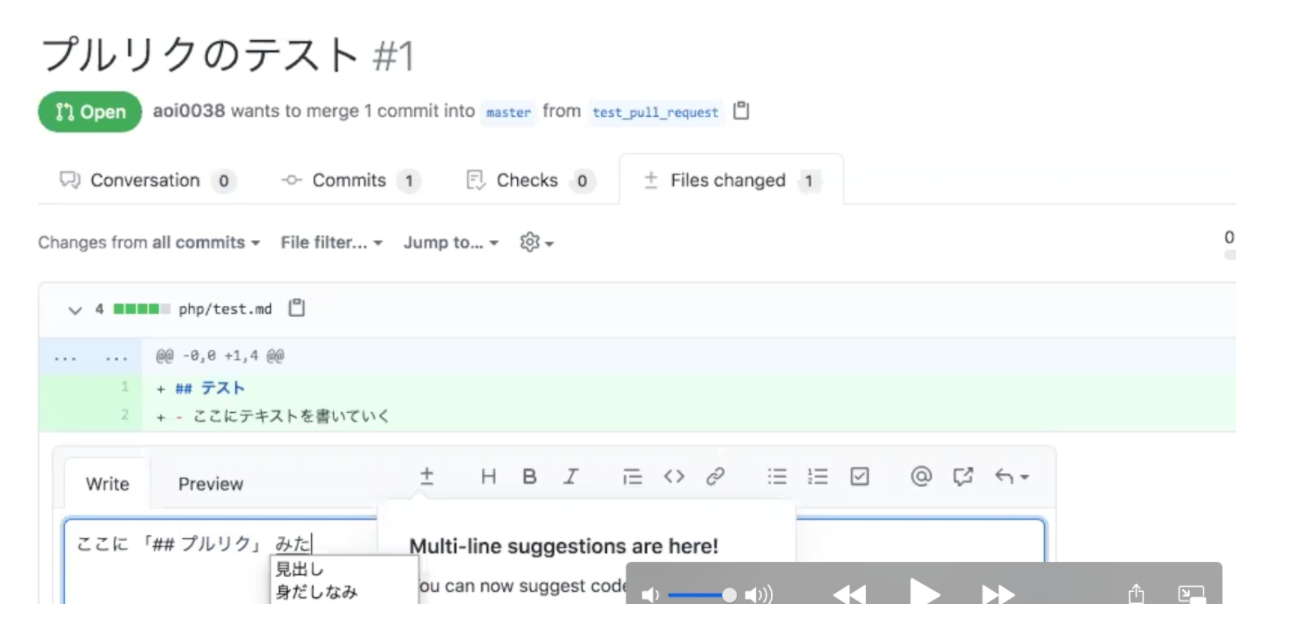 プルリクのテスト #1
Open aoi0038 wants to merge 1 commit into master from test_pull_request
Conversation 0 Commits 1 Checks 0 Files changed 1
Changes from all commits File filter... Jump to...
0
4 php/test.md
... ... @@ -0,0 +1,4 @@
1 + ## テスト
2 + - ここにテキストを書いていく
Write Preview
ここに 「## プルリク」 みた
Multi-line suggestions are here!
見出し
You can now suggest code
身だしなみ